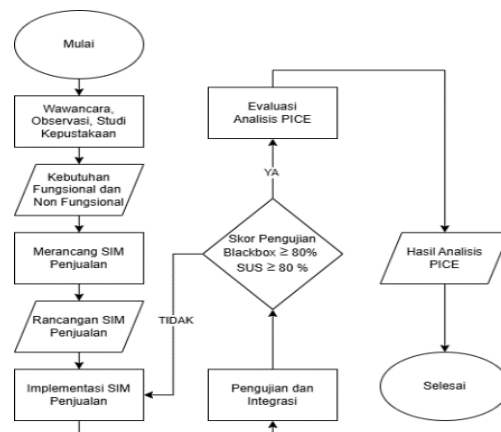 Mulai
Wawancara,
Observasi, Studi
Kepustakaan
Kebutuhan
Fungsional dan
Non Fungsional
Merancang SIM
Penjualan
Rancangan SIM
Penjualan
Implementasi SIM
Penjualan
Evaluasi
Analisis PICE
YA
Skor Pengujian
Blackbox ≥ 80%
SUS ≥ 80 %
TIDAK
Pengujian dan
Integrasi
Hasil Analisis
PICE
Selesai